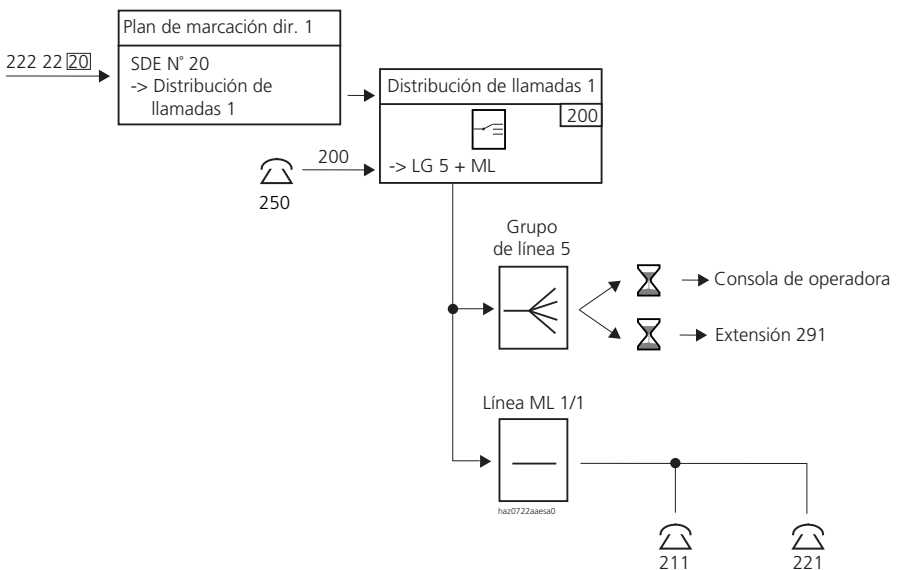 Plan de marcación dir. 1
222 22 20
SDE N° 20
-> Distribución de
llamadas 1
Distribución de llamadas 1
200
-> LG 5 + ML
200
250
Grupo
de línea 5
Consola de operadora
Extensión 291
Línea ML 1/1
haz0722aaesa0
211
221